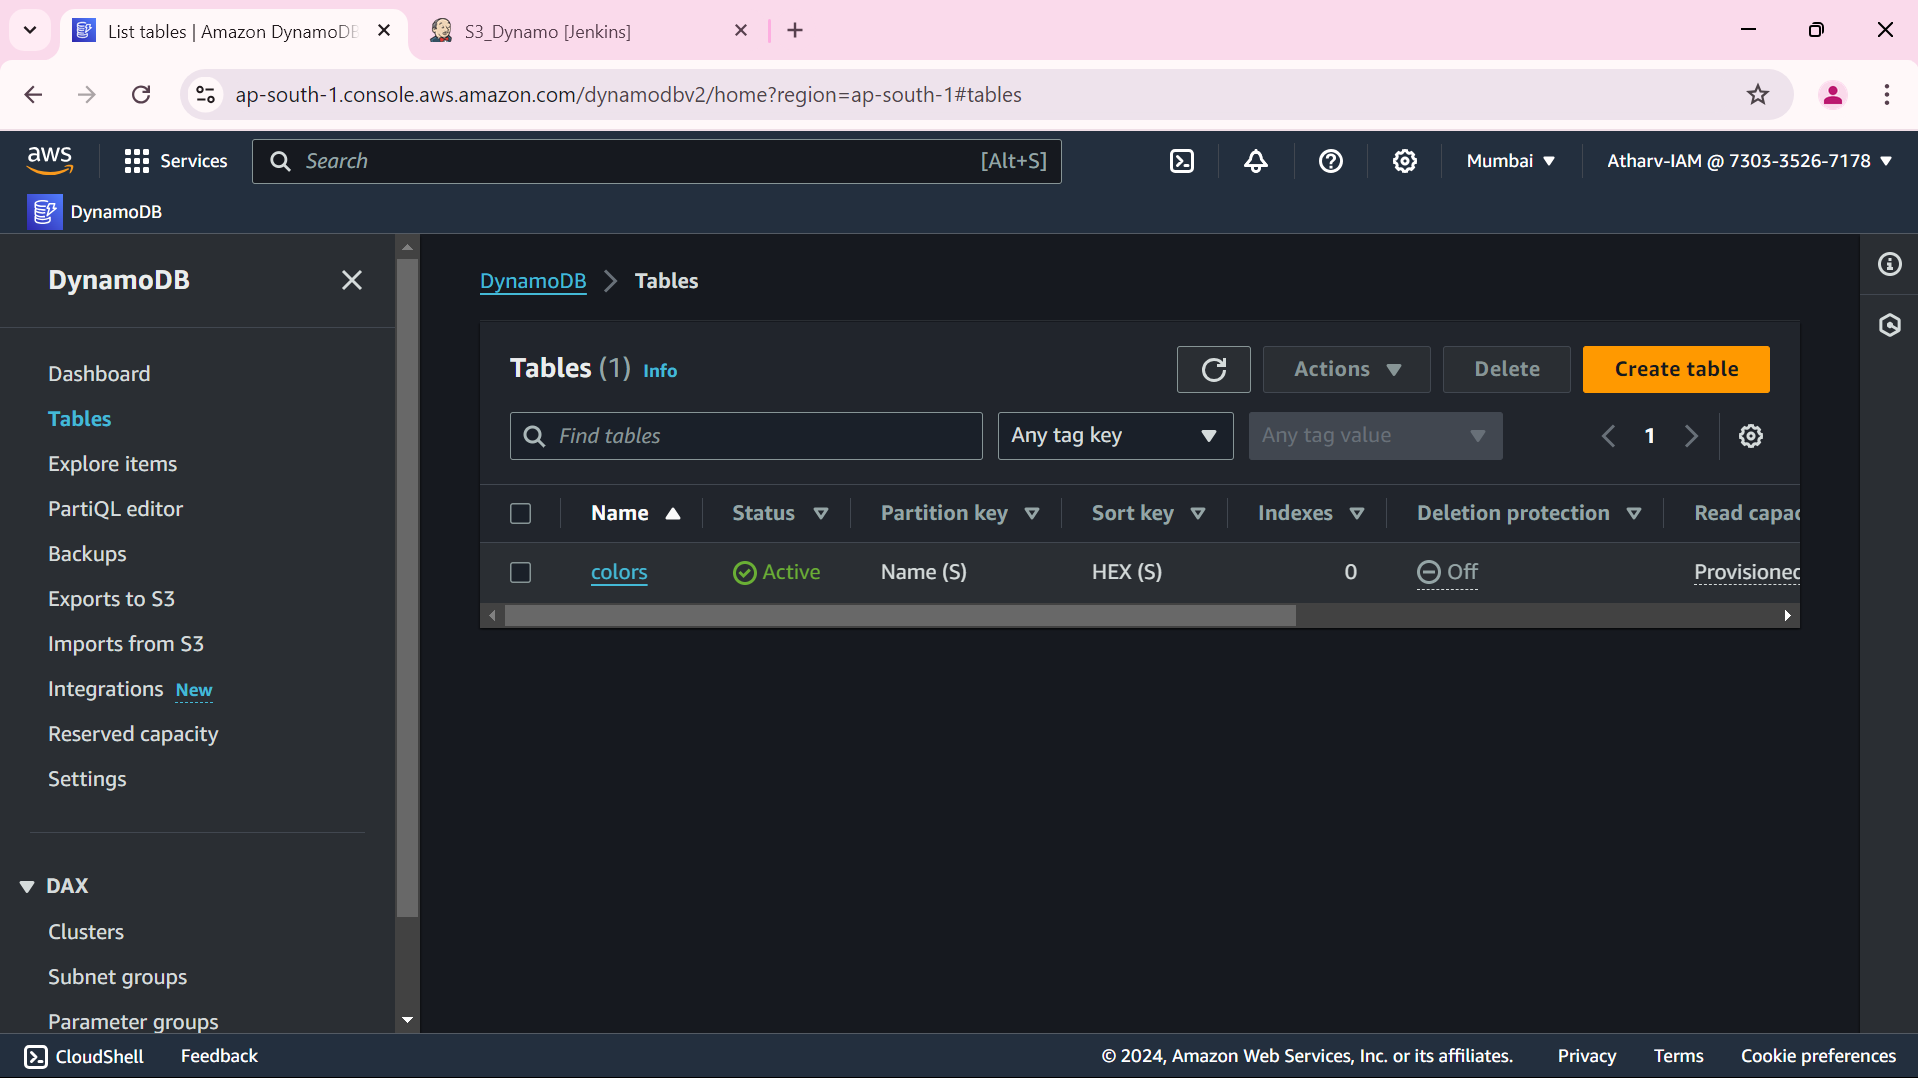 List tables | Amazon DynamoDB
S3_Dynamo [Jenkins]
ap-south-1.console.aws.amazon.com/dynamodbv2/home?region=ap-south-1#tables
aws
Services
Search
[Alt+S]
Mumbai
Atharv-IAM @ 7303-3526-7178
DynamoDB
DynamoDB
Dashboard
Tables
Explore items
PartiQL editor
Backups
Exports to S3
Imports from S3
Integrations New
Reserved capacity
Settings
DAX
Clusters
Subnet groups
Parameter groups
DynamoDB Tables
Tables (1) Info
Actions
Delete
Create table
Find tables
Any tag key
Any tag value
1
Name Status Partition key Sort key Indexes Deletion protection Read capac
colors Active Name (S) HEX (S) 0 Off Provisioned
CloudShell
Feedback
© 2024, Amazon Web Services, Inc. or its affiliates.
Privacy
Terms
Cookie preferences